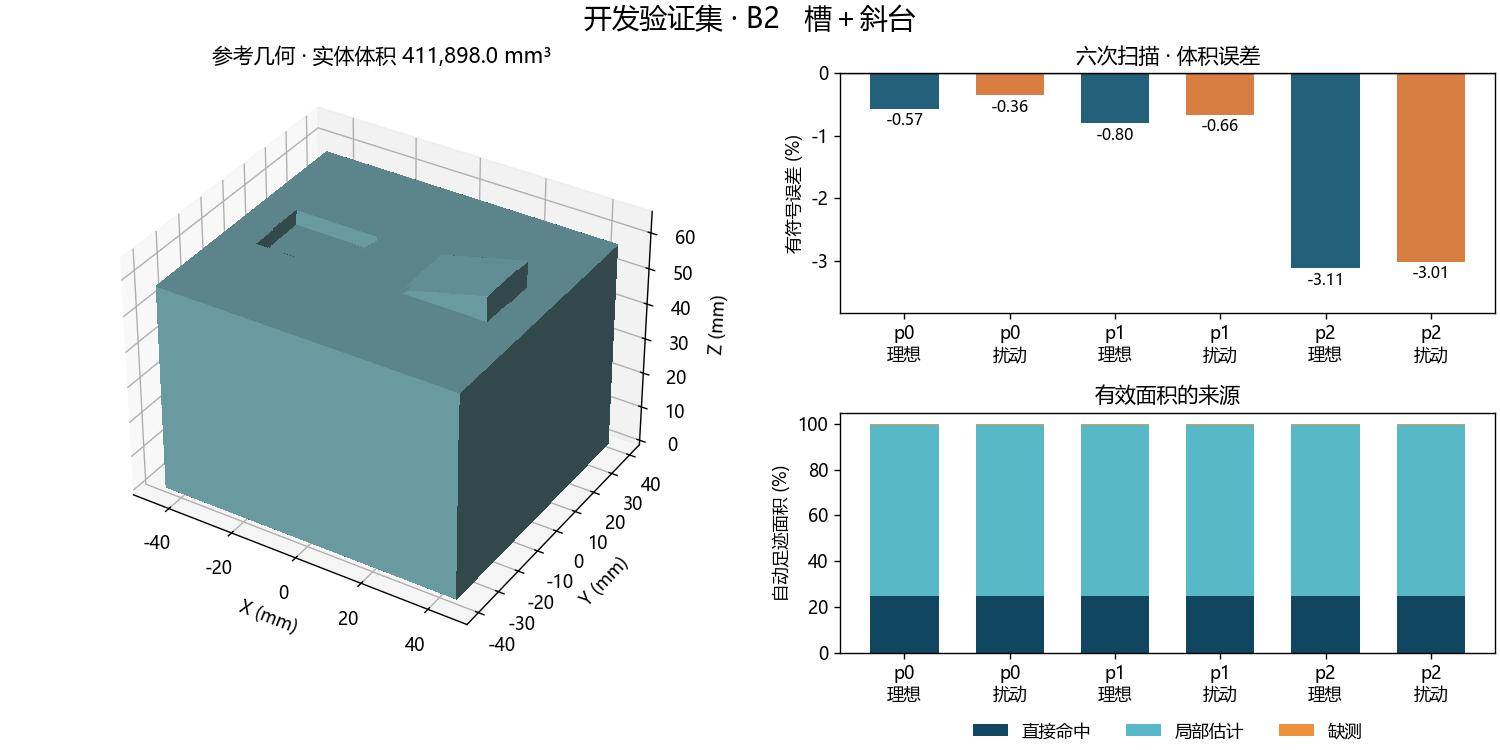 开发验证集 · B2 槽 + 斜台
参考几何 · 实体体积 411,898.0 mm³
60
50
40
30
20
10
0
Z (mm)
-40
-20
0
20
40
X (mm)
40
30
20
10
0
-10
-20
-30
-40
Y (mm)
六次扫描 · 体积误差
有符号误差 (%)
0
-1
-2
-3
-0.57
-0.36
-0.80
-0.66
-3.11
-3.01
p0 p0 p1 p1 p2 p2
理想 扰动 理想 扰动 理想 扰动
有效面积的来源
自动足迹面积 (%)
100
80
60
40
20
0
p0 p0 p1 p1 p2 p2
理想 扰动 理想 扰动 理想 扰动
直接命中 局部估计 缺测